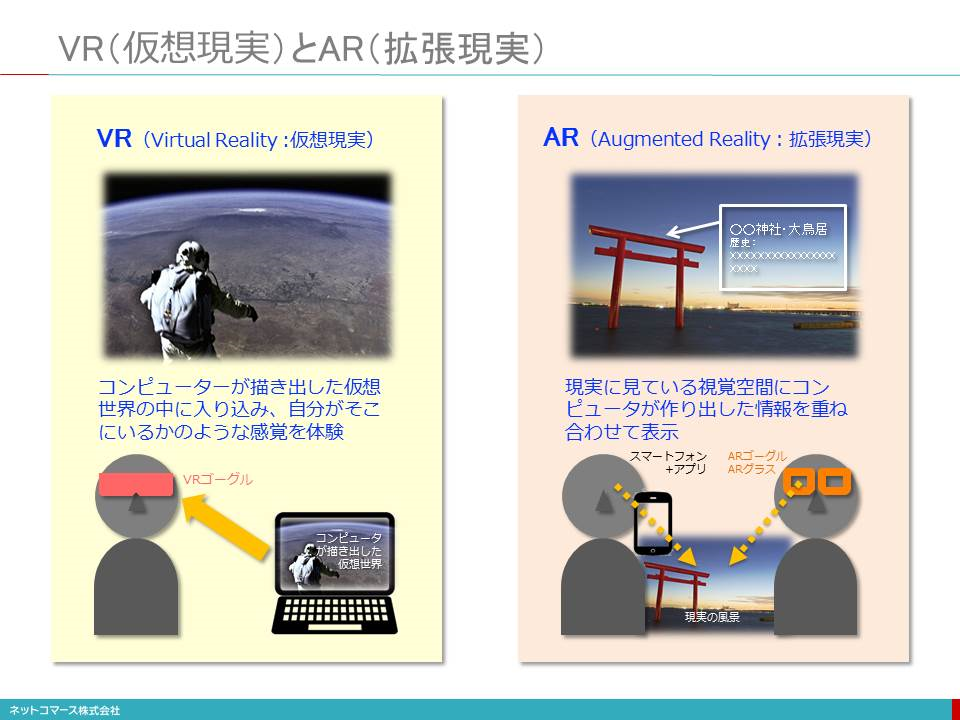 VR（仮想現実）とAR（拡張現実）
VR（Virtual Reality :仮想現実）
コンピューターが描き出した仮想
世界の中に入り込み、自分がそこ
にいるかのような感覚を体験
VRゴーグル
コンピュータ
が描き出した
仮想世界
AR（Augmented Reality : 拡張現実）
〇〇神社・大鳥居
歴史：
xxxxxxxxxxxxxxxx
xxxx
現実に見ている視覚空間にコン
ピュータが作り出した情報を重ね
合わせて表示
スマートフォン
+アプリ
ARゴーグル
ARグラス
現実の風景
ネットコマース株式会社